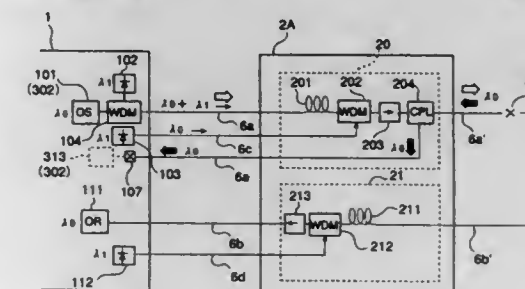 1
2A
102
20
101
(302)
λ1
201
202
204
λ0
OS
WDM
λ0 + λ1
WDM
CPL
λ0
104
6a
λ0
6c
203
λ0
6a'
λ1
313
(302)
103
6e
107
21
111
213
211
λ0
OR
WDM
6b
212
6b'
112
λ1
6d